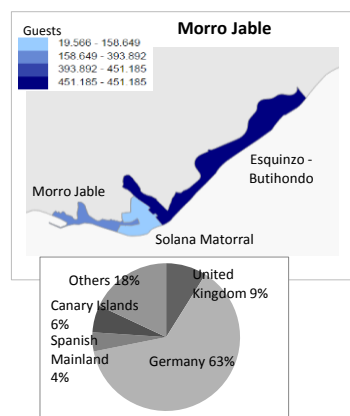 Morro Jable
Guests
19.566 - 158.649
158.649 - 393.892
393.892 - 451.185
451.185 - 451.185
Esquinzo -
Butihondo
Morro Jable
Solana Matorral
Others 18%
United
Kingdom 9%
Canary Islands
6%
Spanish
Mainland
4%
Germany 63%